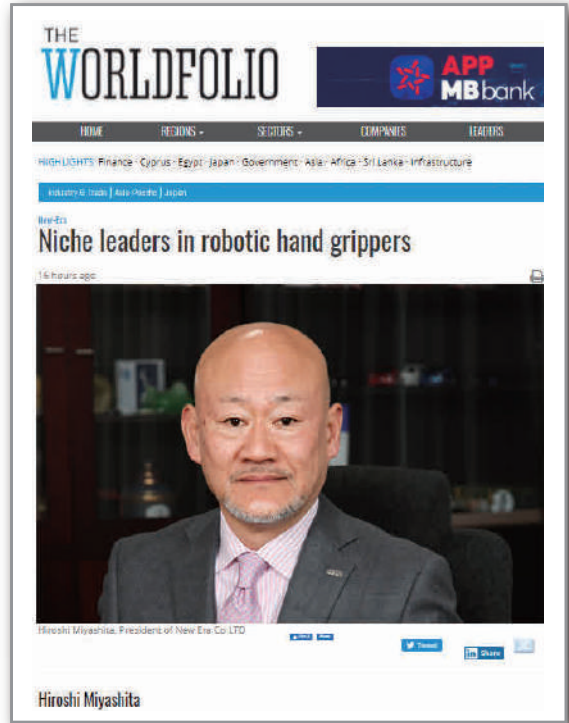 THE
WORLDFOLIO
APP
MBbank
HOME REGIONS SECTORS COMPANIES LEADERS
HIGHLIGHTS Finance · Cyprus · Egypt · Japan · Government · Asia · Africa · Sri Lanka · Infrastructure
Industry & Trade | Asia-Pacific | Japan
New-Era
Niche leaders in robotic hand grippers
16 hours ago
Hiroshi Miyashita, President of New Era Co LTD
Tweet
in Share
Hiroshi Miyashita